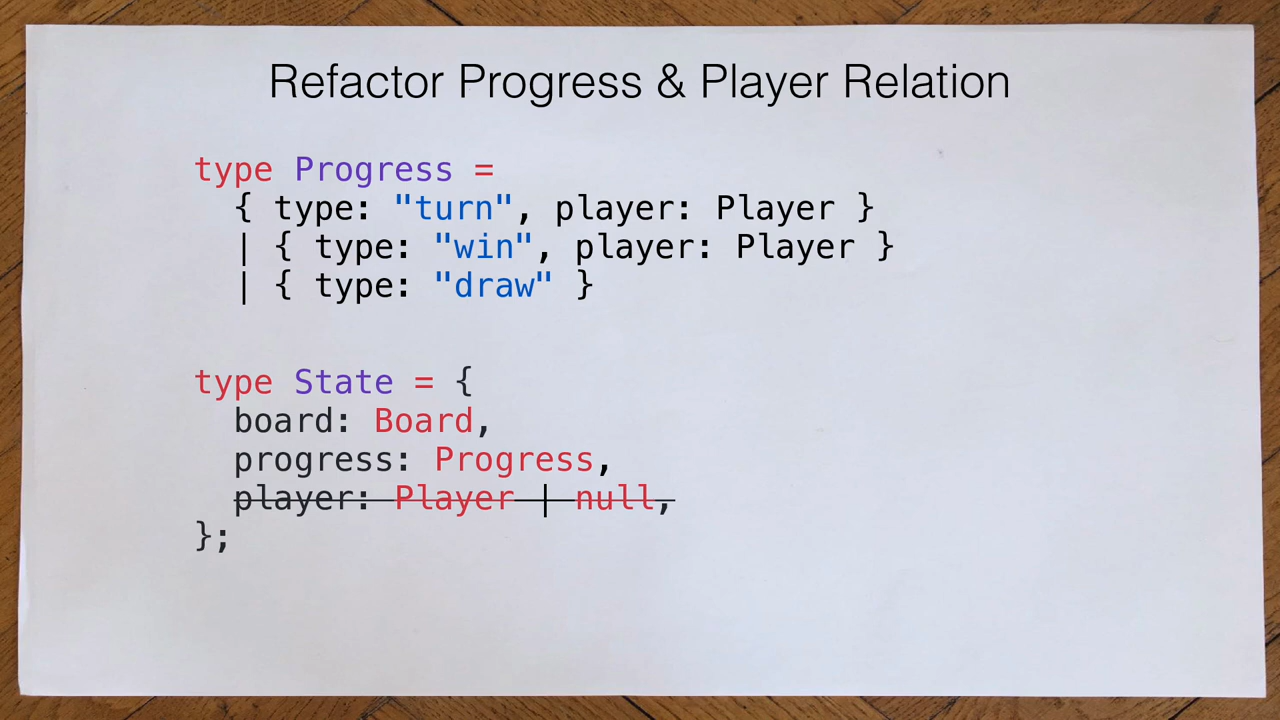 Refactor Progress & Player Relation
type Progress =
{ type: "turn", player: Player }
| { type: "win", player: Player }
| { type: "draw" }
type State = {
board: Board,
progress: Progress,
player: Player | null,
};